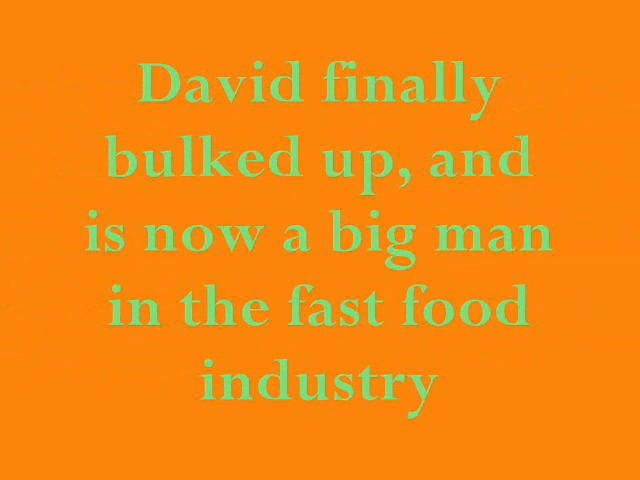 David finally
bulked up, and
is now a big man
in the fast food
industry